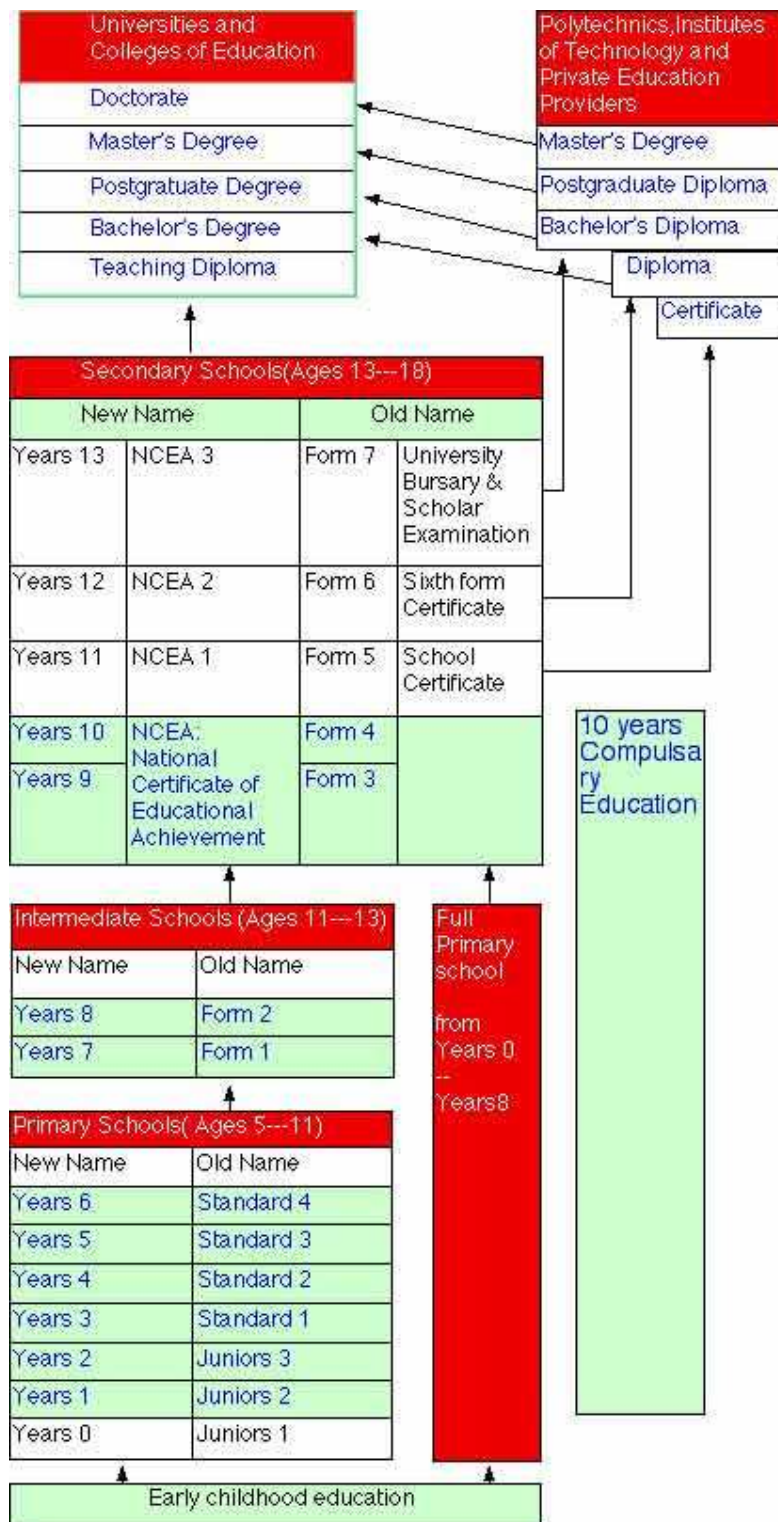 Universities and
Colleges of Education
Doctorate
Master's Degree
Postgratuate Degree
Bachelor's Degree
Teaching Diploma
Polytechnics,Institutes
of Technology and
Private Education
Providers
Master's Degree
Postgraduate Diploma
Bachelor's Diploma
Diploma
Certificate
Secondary Schools(Ages 13---18)
New Name Old Name
Years 13 NCEA 3 Form 7 University
Bursary &
Scholar
Examination
Years 12 NCEA 2 Form 6 Sixth form
Certificate
Years 11 NCEA 1 Form 5 School
Certificate
Years 10 NCEA: Form 4
National
Years 9 Certificate of Form 3
Educational
Achievement
10 years
Compulsa
ry
Education
Intermediate Schools (Ages 11---13)
New Name Old Name
Years 8 Form 2
Years 7 Form 1
Full
Primary
school
from
Years 0
--
Years8
Primary Schools( Ages 5---11)
New Name Old Name
Years 6 Standard 4
Years 5 Standard 3
Years 4 Standard 2
Years 3 Standard 1
Years 2 Juniors 3
Years 1 Juniors 2
Years 0 Juniors 1
Early childhood education